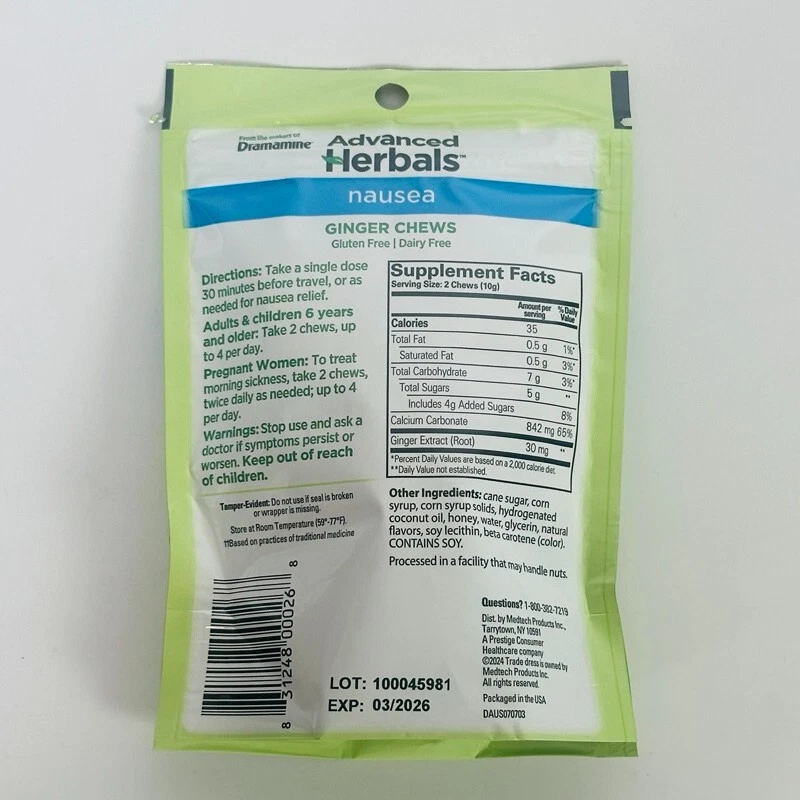 From the makers of
Dramamine®
Advanced
Herbals™
nausea
GINGER CHEWS
Gluten Free | Dairy Free
Directions: Take a single dose
30 minutes before travel, or as
needed for nausea relief.
Adults & children 6 years
and older: Take 2 chews, up
to 4 per day.
Pregnant Women: To treat
morning sickness, take 2 chews,
twice daily as needed; up to 4
per day.
Warnings: Stop use and ask a
doctor if symptoms persist or
worsen. Keep out of reach
of children.
Tamper-Evident: Do not use if seal is broken
or wrapper is missing.
Store at Room Temperature (59°-77°F).
††Based on practices of traditional medicine
Supplement Facts
Serving Size: 2 Chews (10g)
Amount per serving % Daily Value
Calories 35
Total Fat 0.5 g 1%*
Saturated Fat 0.5 g 3%*
Total Carbohydrate 7 g 3%*
Total Sugars 5 g **
Includes 4g Added Sugars 8%
Calcium Carbonate 842 mg 65%
Ginger Extract (Root) 30 mg **
*Percent Daily Values are based on a 2,000 calorie diet.
**Daily Value not established.
Other Ingredients: cane sugar, corn
syrup, corn syrup solids, hydrogenated
coconut oil, honey, water, glycerin, natural
flavors, soy lecithin, beta carotene (color).
CONTAINS SOY.
Processed in a facility that may handle nuts.
8 31248 00026 8
LOT: 100045981
EXP: 03/2026
Questions? 1-800-382-7219
Dist. by Medtech Products Inc.,
Tarrytown, NY 10591
A Prestige Consumer
Healthcare company
©2024 Trade dress is owned by
Medtech Products Inc.
All rights reserved.
Packaged in the USA
DAUS070703